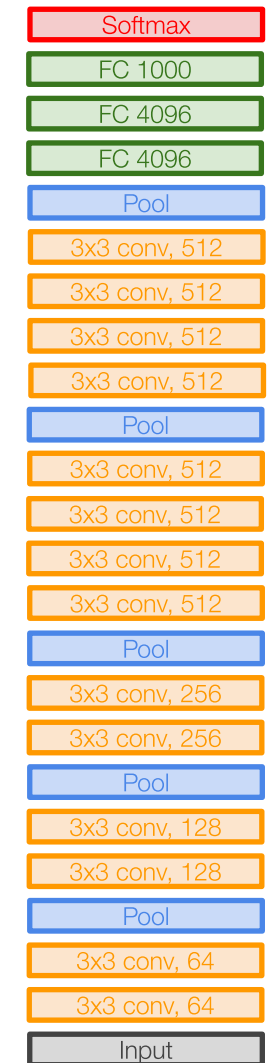 Softmax
FC 1000
FC 4096
FC 4096
Pool
3x3 conv, 512
3x3 conv, 512
3x3 conv, 512
3x3 conv, 512
Pool
3x3 conv, 512
3x3 conv, 512
3x3 conv, 512
3x3 conv, 512
Pool
3x3 conv, 256
3x3 conv, 256
Pool
3x3 conv, 128
3x3 conv, 128
Pool
3x3 conv, 64
3x3 conv, 64
Input